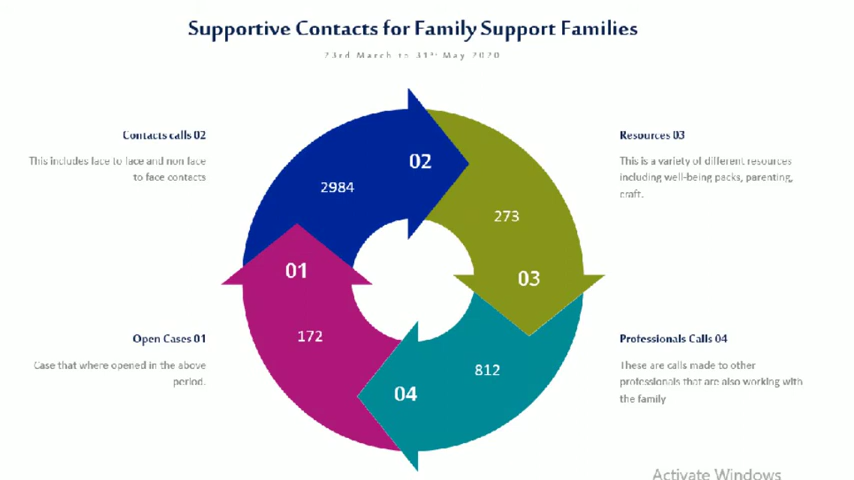 Supportive Contacts for Family Support Families
23rd March to 31st May 2020
Contacts calls 02
This includes face to face and non face
to face contacts
02
2984
Resources 03
This is a variety of different resources
including well-being packs, parenting,
craft.
273
03
01
172
Open Cases 01
Case that where opened in the above
period.
Professionals Calls 04
These are calls made to other
professionals that are also working with
the family
812
04
Activate Windows